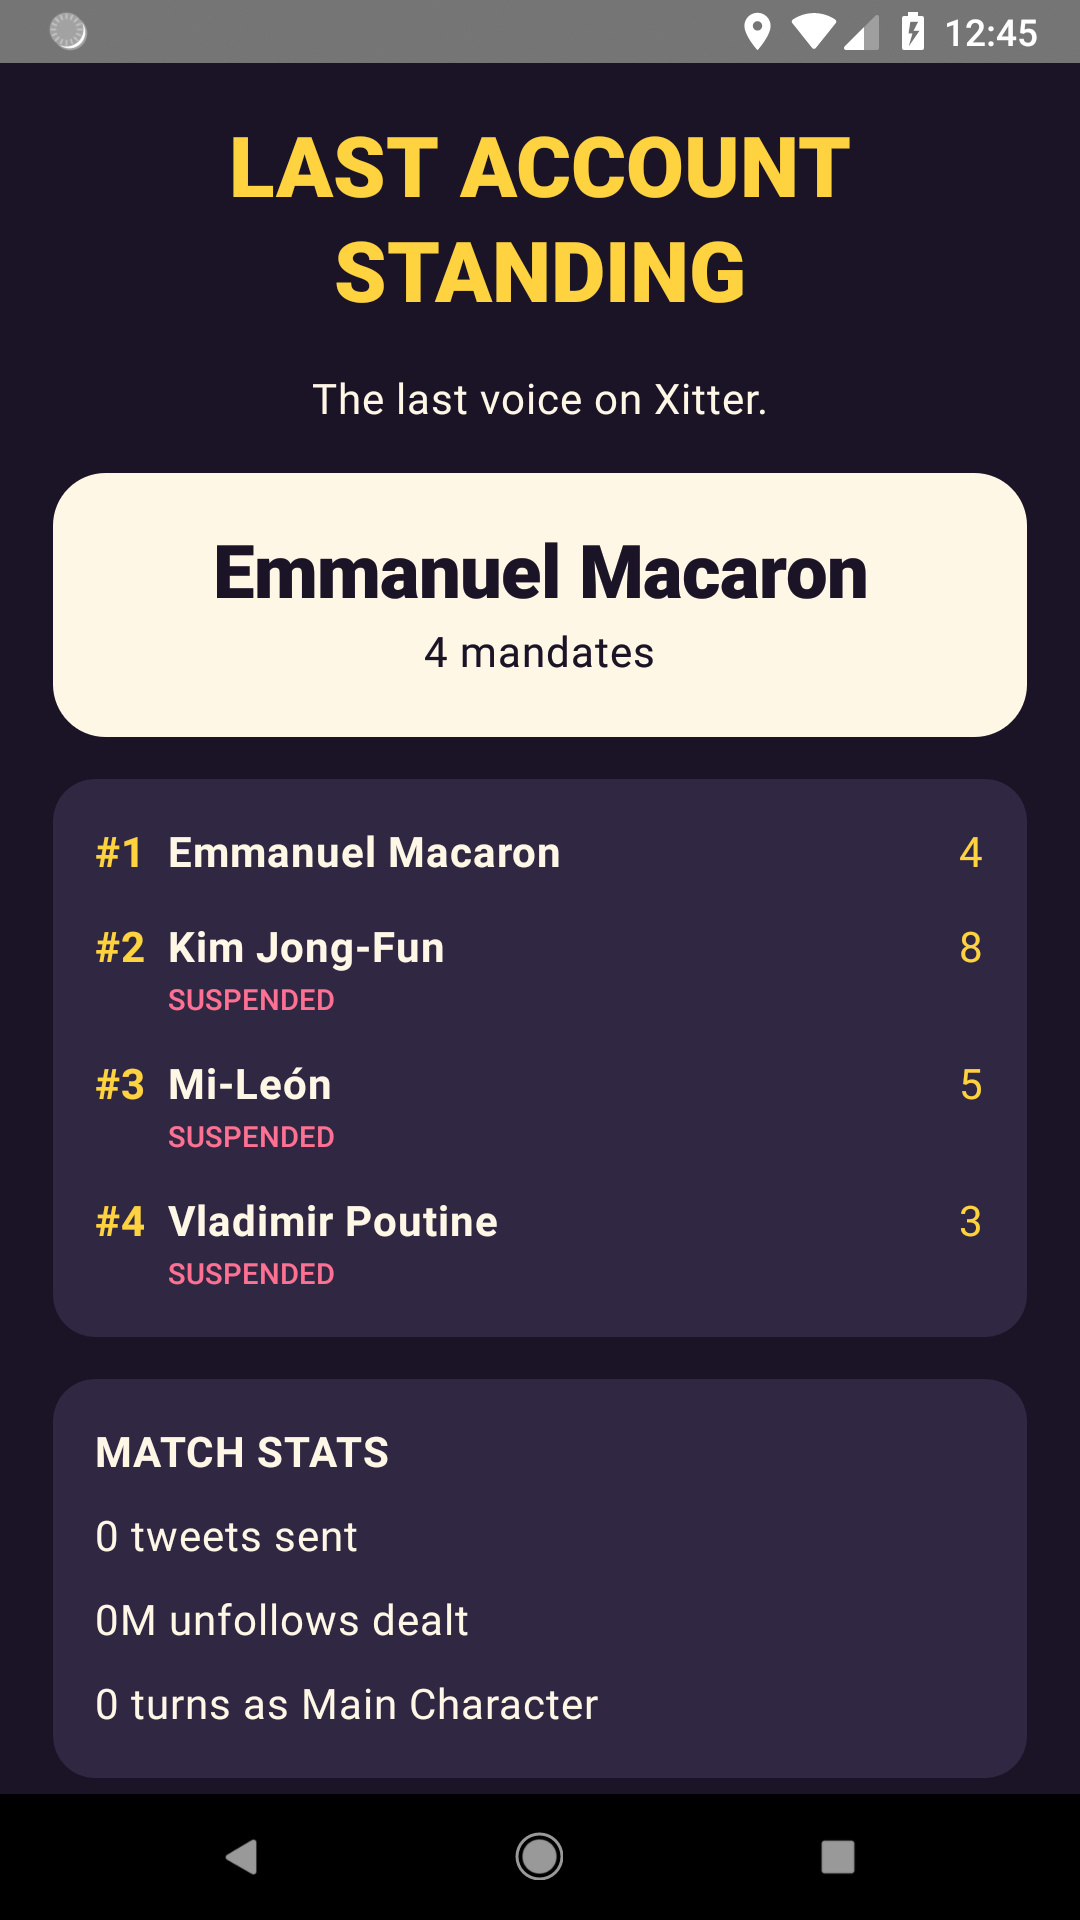 12:45
LAST ACCOUNT
STANDING
The last voice on Xitter.
Emmanuel Macaron
4 mandates
#1 Emmanuel Macaron 4
#2 Kim Jong-Fun 8
SUSPENDED
#3 Mi-León 5
SUSPENDED
#4 Vladimir Poutine 3
SUSPENDED
MATCH STATS
0 tweets sent
0M unfollows dealt
0 turns as Main Character